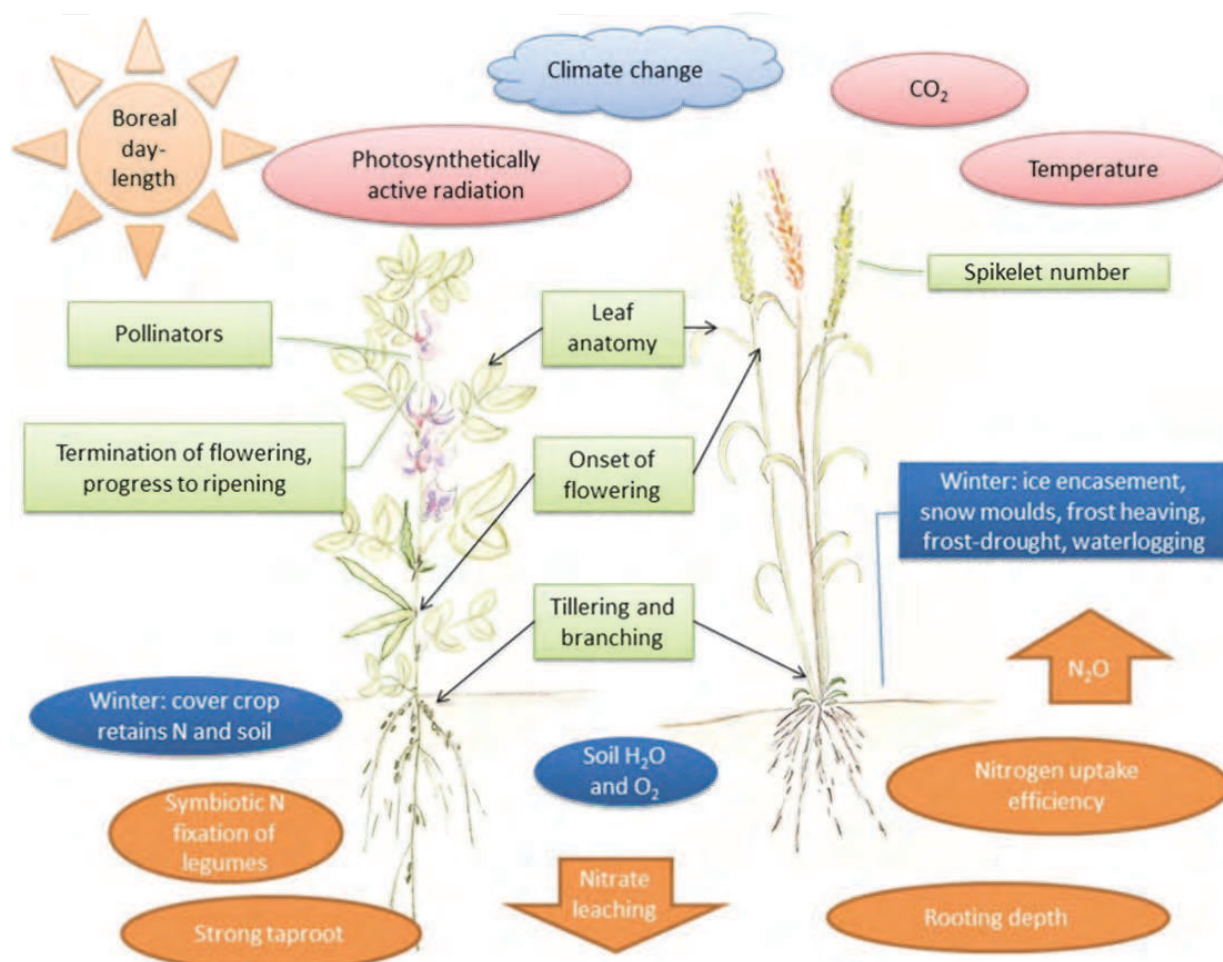 Climate change
CO₂
Boreal
day-
length
Photosynthetically
active radiation
Temperature
Spikelet number
Pollinators
Leaf
anatomy
Termination of flowering,
progress to ripening
Onset of
flowering
Winter: ice encasement,
snow moulds, frost heaving,
frost-drought, waterlogging
Tillering and
branching
N₂O
Winter: cover crop
retains N and soil
Soil H₂O
and O₂
Nitrogen uptake
efficiency
Symbiotic N
fixation of
legumes
Nitrate
leaching
Strong taproot
Rooting depth